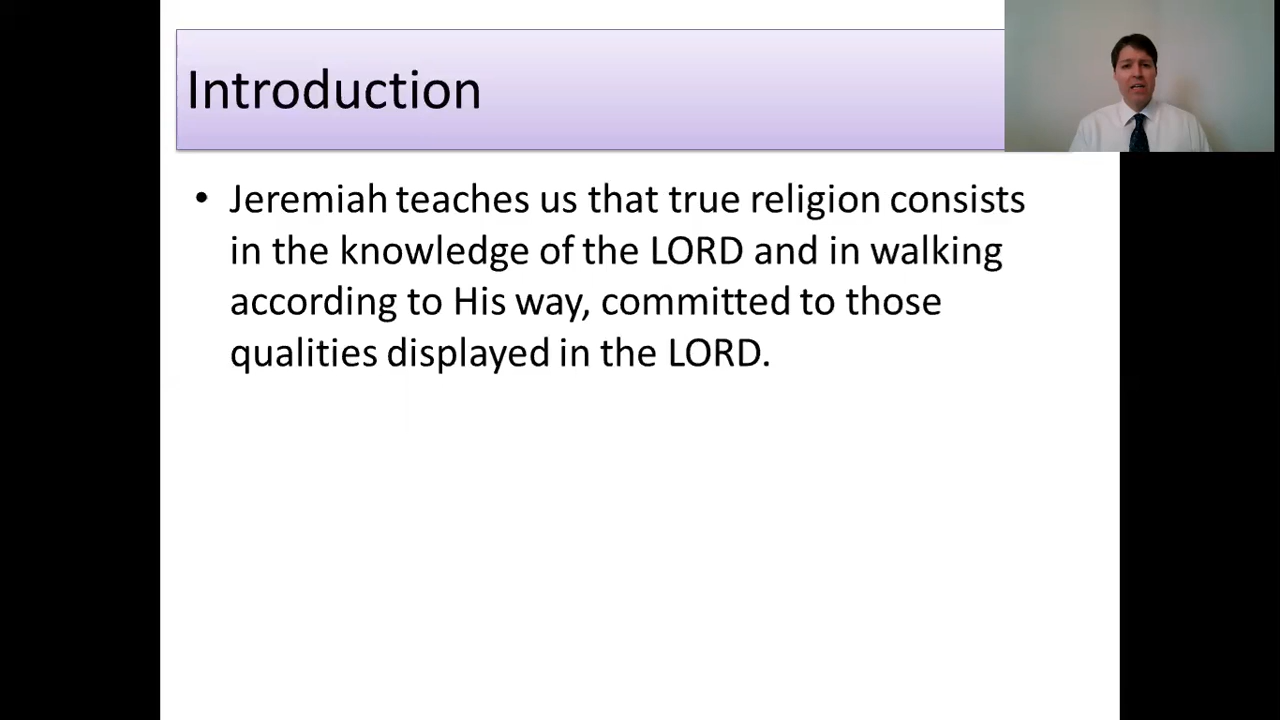 Introduction
• Jeremiah teaches us that true religion consists
in the knowledge of the LORD and in walking
according to His way, committed to those
qualities displayed in the LORD.